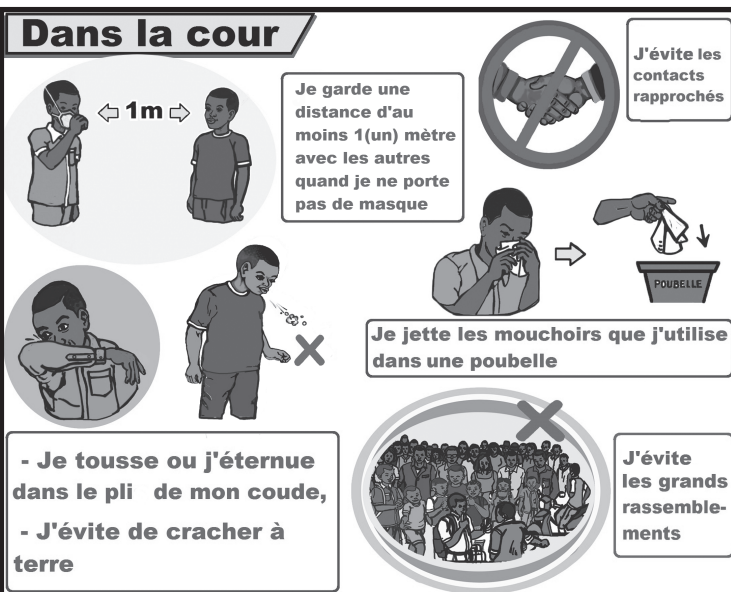 Dans la cour
1m
Je garde une
distance d'au
moins 1(un) mètre
avec les autres
quand je ne porte
pas de masque
J'évite les
contacts
rapprochés
POUBELLE
Je jette les mouchoirs que j'utilise
dans une poubelle
- Je tousse ou j'éternue
dans le pli de mon coude,
- J'évite de cracher à
terre
J'évite
les grands
rassemble-
ments